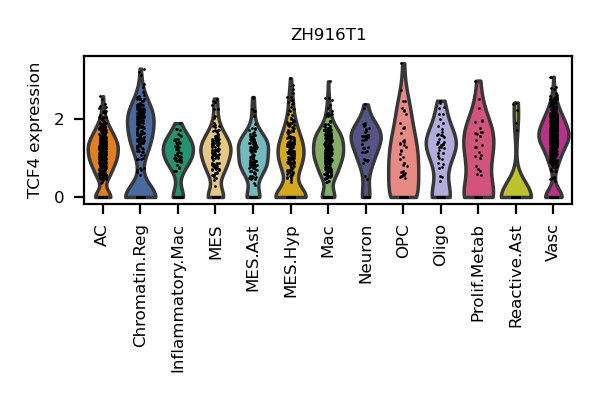 ZH916T1
TCF4 expression
2
0
AC
Chromatin.Reg
Inflammatory.Mac
MES
MES.Ast
MES.Hyp
Mac
Neuron
OPC
Oligo
Prolif.Metab
Reactive.Ast
Vasc